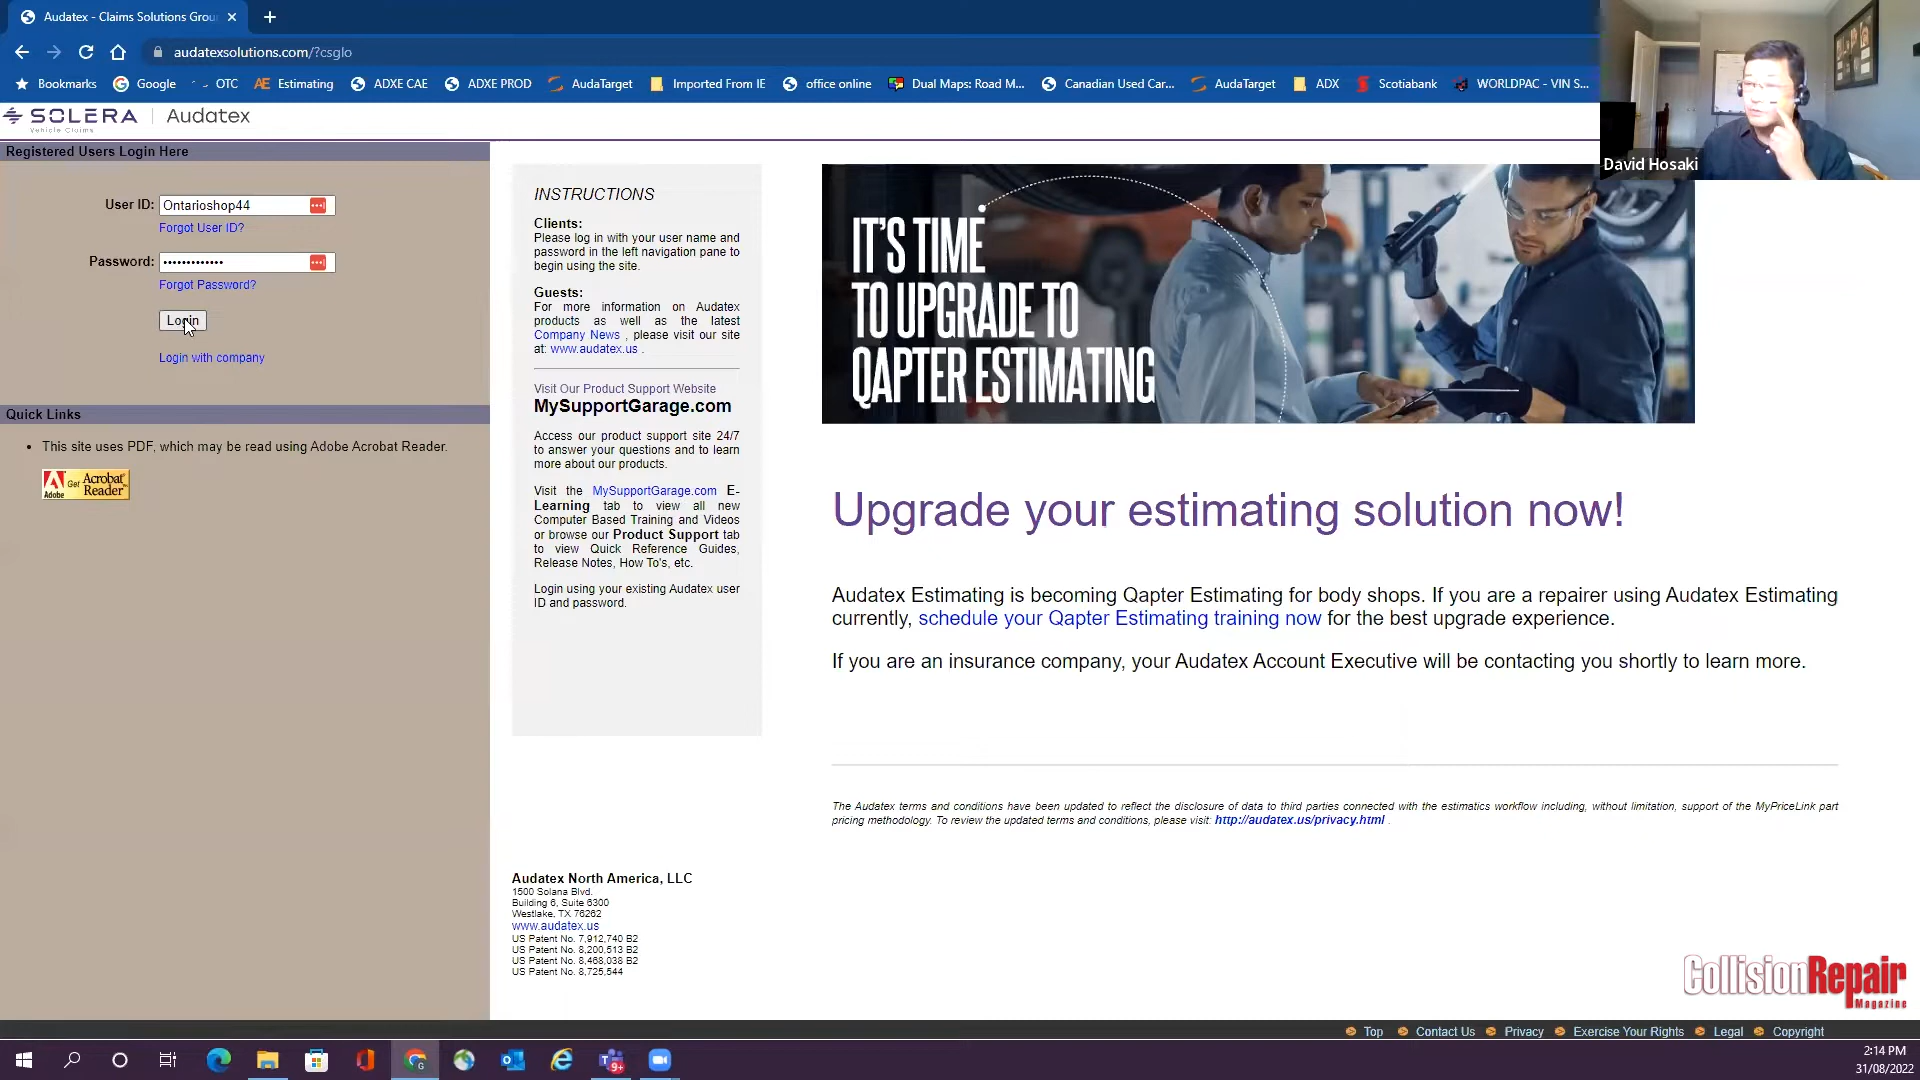 Audatex - Claims Solutions Grou
audatexsolutions.com/?csglo
Bookmarks Google OTC AE Estimating ADXE CAE ADXE PROD AudaTarget Imported From IE office online Dual Maps: Road M... Canadian Used Car... AudaTarget ADX Scotiabank WORLDPAC - VIN S...
SOLERA Audatex
Vehicle Claims
David Hosaki
Registered Users Login Here
User ID: Ontarioshop44
Forgot User ID?
Password: •••••••••••••
Forgot Password?
Login
Login with company
Quick Links
• This site uses PDF, which may be read using Adobe Acrobat Reader.
Adobe Get Acrobat
Reader
INSTRUCTIONS
Clients:
Please log in with your user name and
password in the left navigation pane to
begin using the site.
Guests:
For more information on Audatex
products as well as the latest
Company News , please visit our site
at: www.audatex.us .
Visit Our Product Support Website
MySupportGarage.com
Access our product support site 24/7
to answer your questions and to learn
more about our products.
Visit the MySupportGarage.com E-
Learning tab to view all new
Computer Based Training and Videos
or browse our Product Support tab
to view Quick Reference Guides,
Release Notes, How To's, etc.
Login using your existing Audatex user
ID and password.
IT'S TIME
TO UPGRADE TO
QAPTER ESTIMATING
Upgrade your estimating solution now!
Audatex Estimating is becoming Qapter Estimating for body shops. If you are a repairer using Audatex Estimating
currently, schedule your Qapter Estimating training now for the best upgrade experience.
If you are an insurance company, your Audatex Account Executive will be contacting you shortly to learn more.
The Audatex terms and conditions have been updated to reflect the disclosure of data to third parties connected with the estimatics workflow including, without limitation, support of the MyPriceLink part
pricing methodology. To review the updated terms and conditions, please visit: http://audatex.us/privacy.html .
Audatex North America, LLC
1500 Solana Blvd.
Building 6, Suite 6300
Westlake, TX 76262
www.audatex.us
US Patent No. 7,912,740 B2
US Patent No. 8,200,513 B2
US Patent No. 8,468,038 B2
US Patent No. 8,725,544
CollisionRepair
Magazine
Top Contact Us Privacy Exercise Your Rights Legal Copyright
9+
2:14 PM
31/08/2022